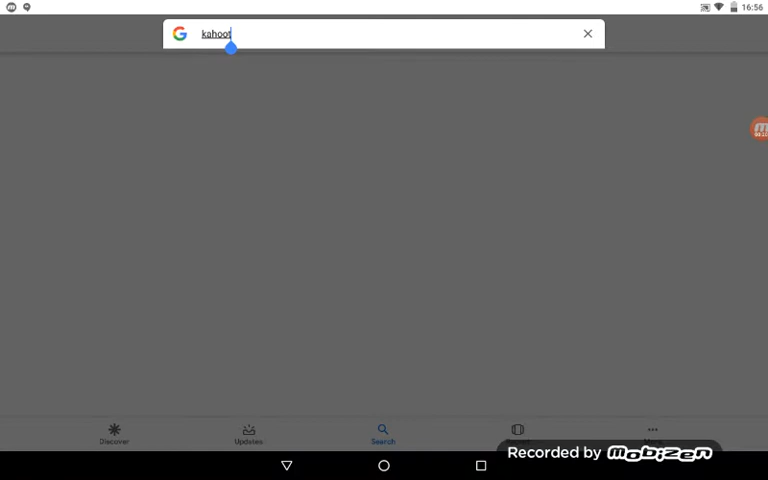 16:56
kahoot
Discover
Updates
Search
Recorded by mobizen